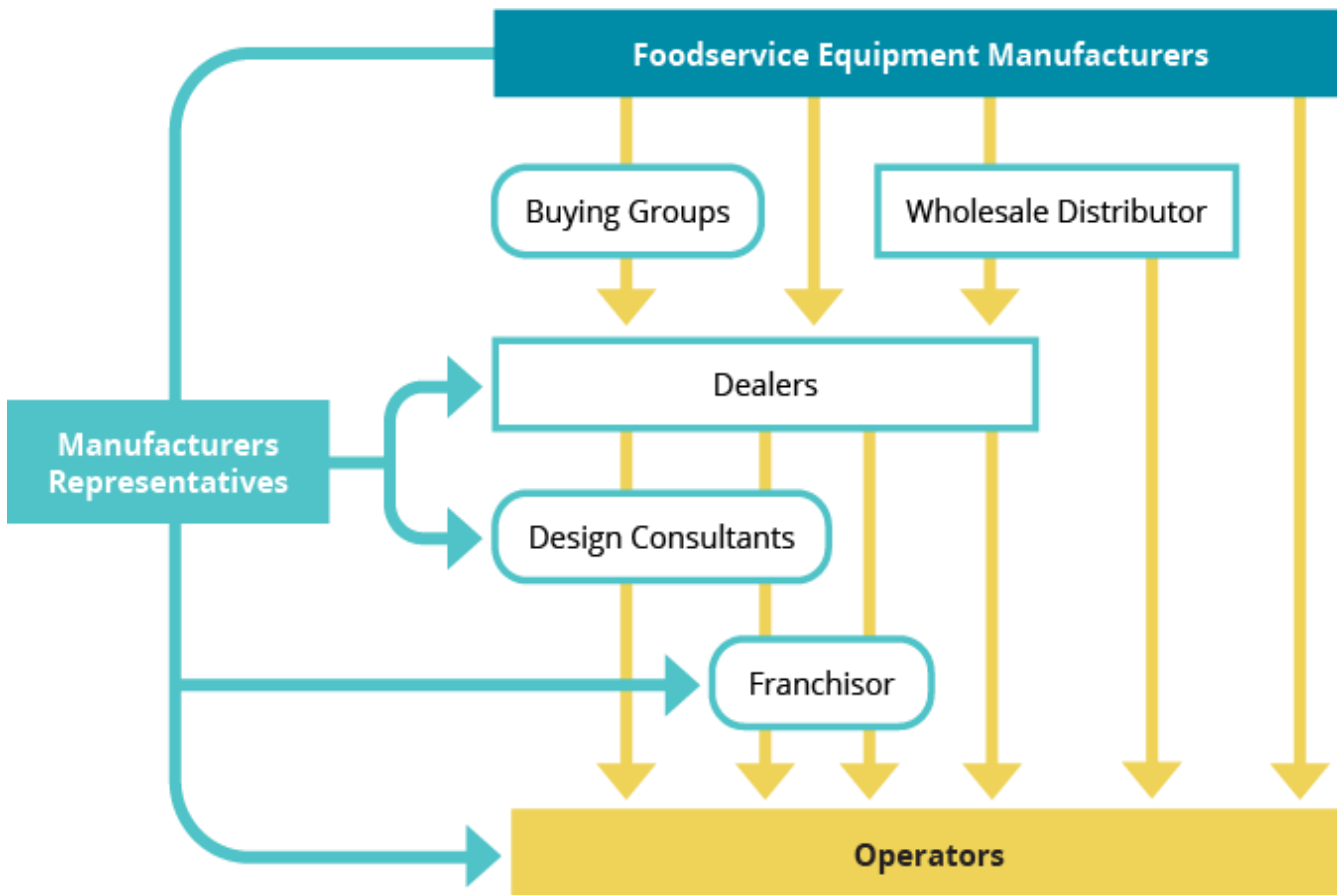 Foodservice Equipment Manufacturers
Buying Groups
Wholesale Distributor
Dealers
Manufacturers
Representatives
Design Consultants
Franchisor
Operators